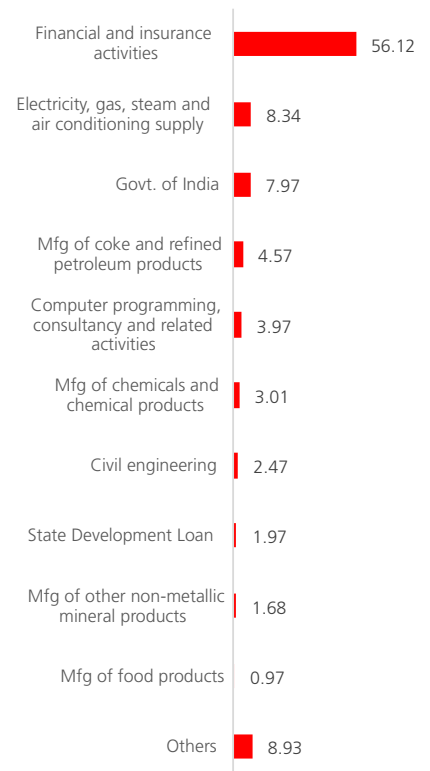 Financial and insurance
activities
56.12
Electricity, gas, steam and
air conditioning supply
8.34
Govt. of India
7.97
Mfg of coke and refined
petroleum products
4.57
Computer programming,
consultancy and related
activities
3.97
Mfg of chemicals and
chemical products
3.01
Civil engineering
2.47
State Development Loan
1.97
Mfg of other non-metallic
mineral products
1.68
Mfg of food products
0.97
Others
8.93